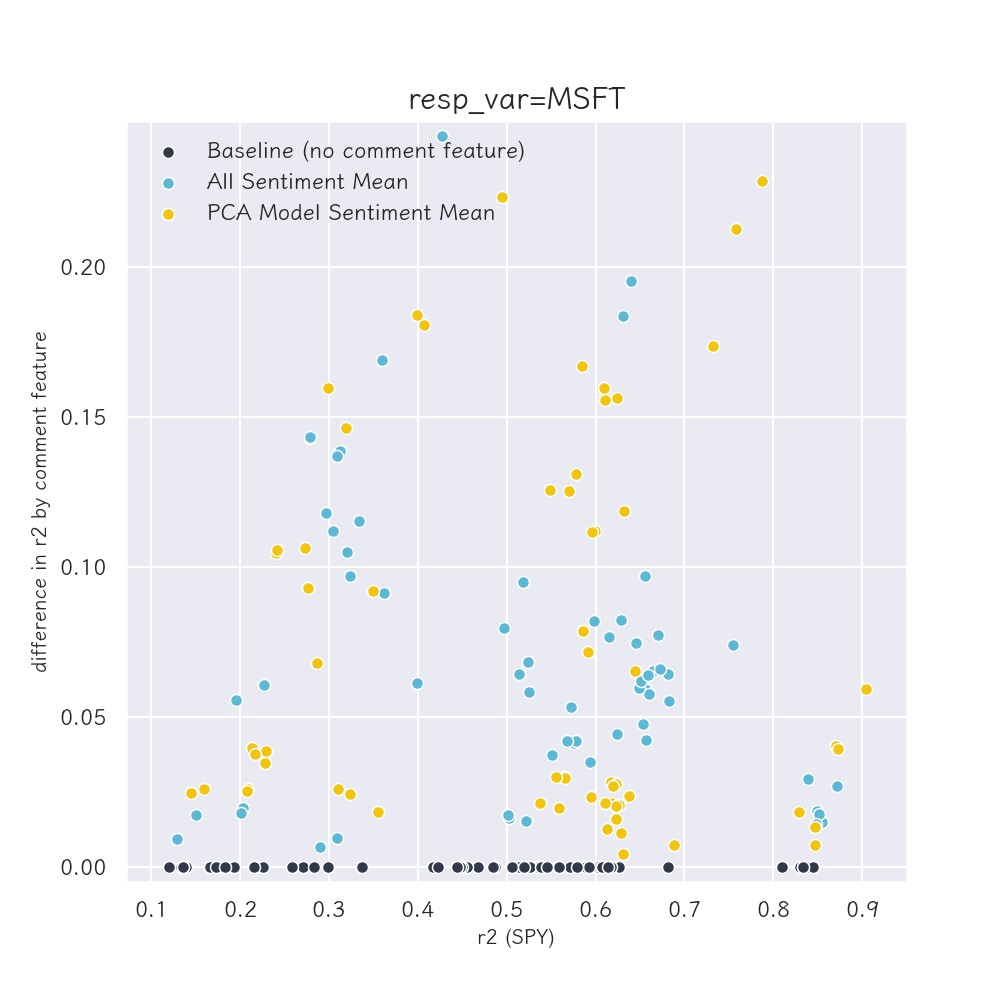 resp_var=MSFT
Baseline (no comment feature)
All Sentiment Mean
PCA Model Sentiment Mean
difference in r2 by comment feature
0.20
0.15
0.10
0.05
0.00
0.1 0.2 0.3 0.4 0.5 0.6 0.7 0.8 0.9
r2 (SPY)